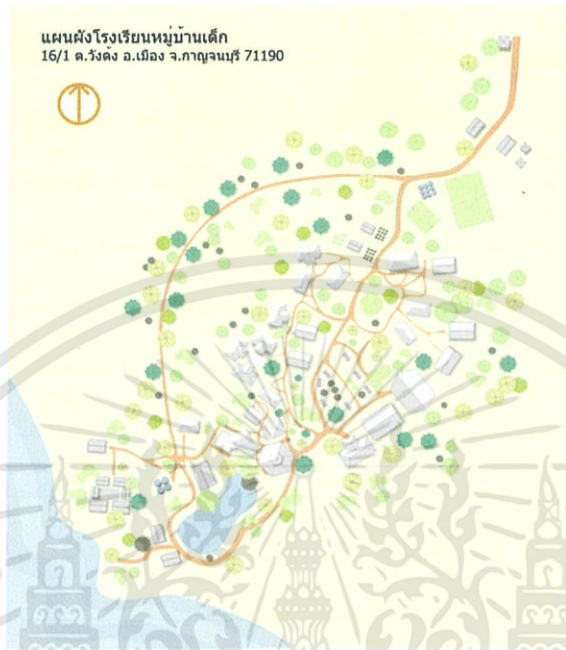 แผนผังโรงเรียนหมู่บ้านเด็ก
16/1 ต.วังด้ง อ.เมือง จ.กาญจนบุรี 71190